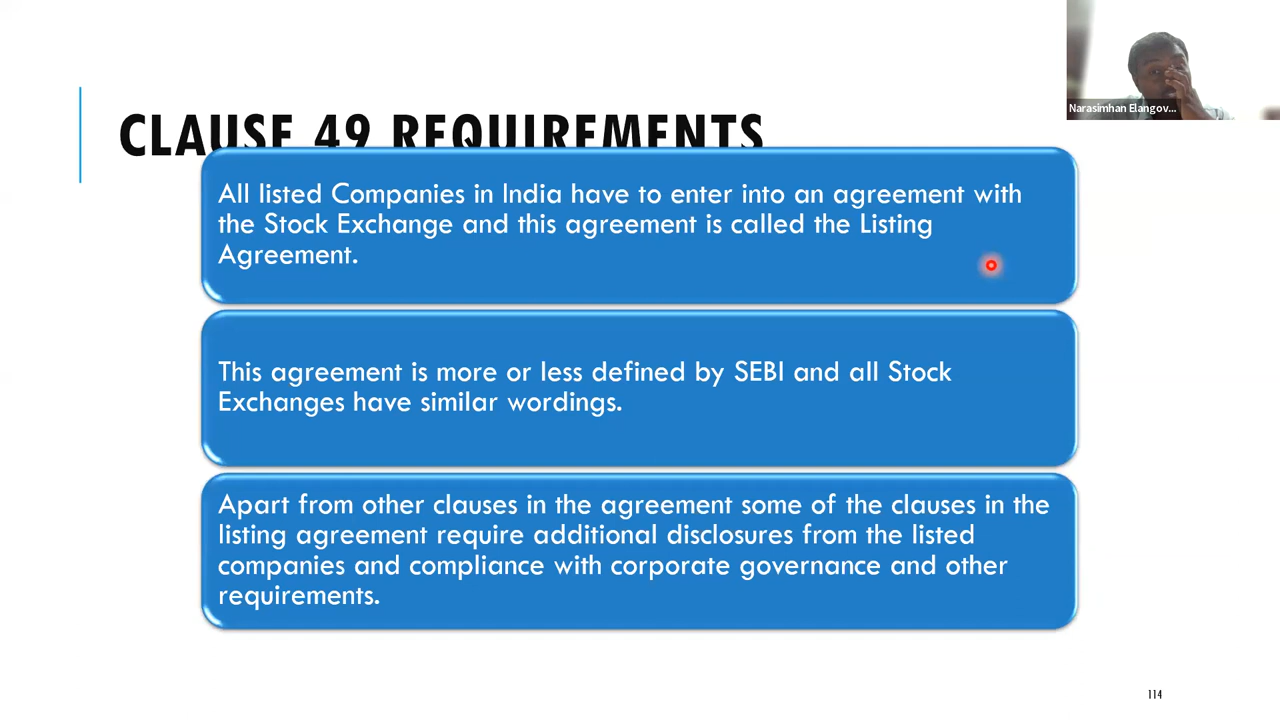 Narasimhan Elangov...
CLAUSE 49 REQUIREMENTS
All listed Companies in India have to enter into an agreement with
the Stock Exchange and this agreement is called the Listing
Agreement.
This agreement is more or less defined by SEBI and all Stock
Exchanges have similar wordings.
Apart from other clauses in the agreement some of the clauses in the
listing agreement require additional disclosures from the listed
companies and compliance with corporate governance and other
requirements.
114